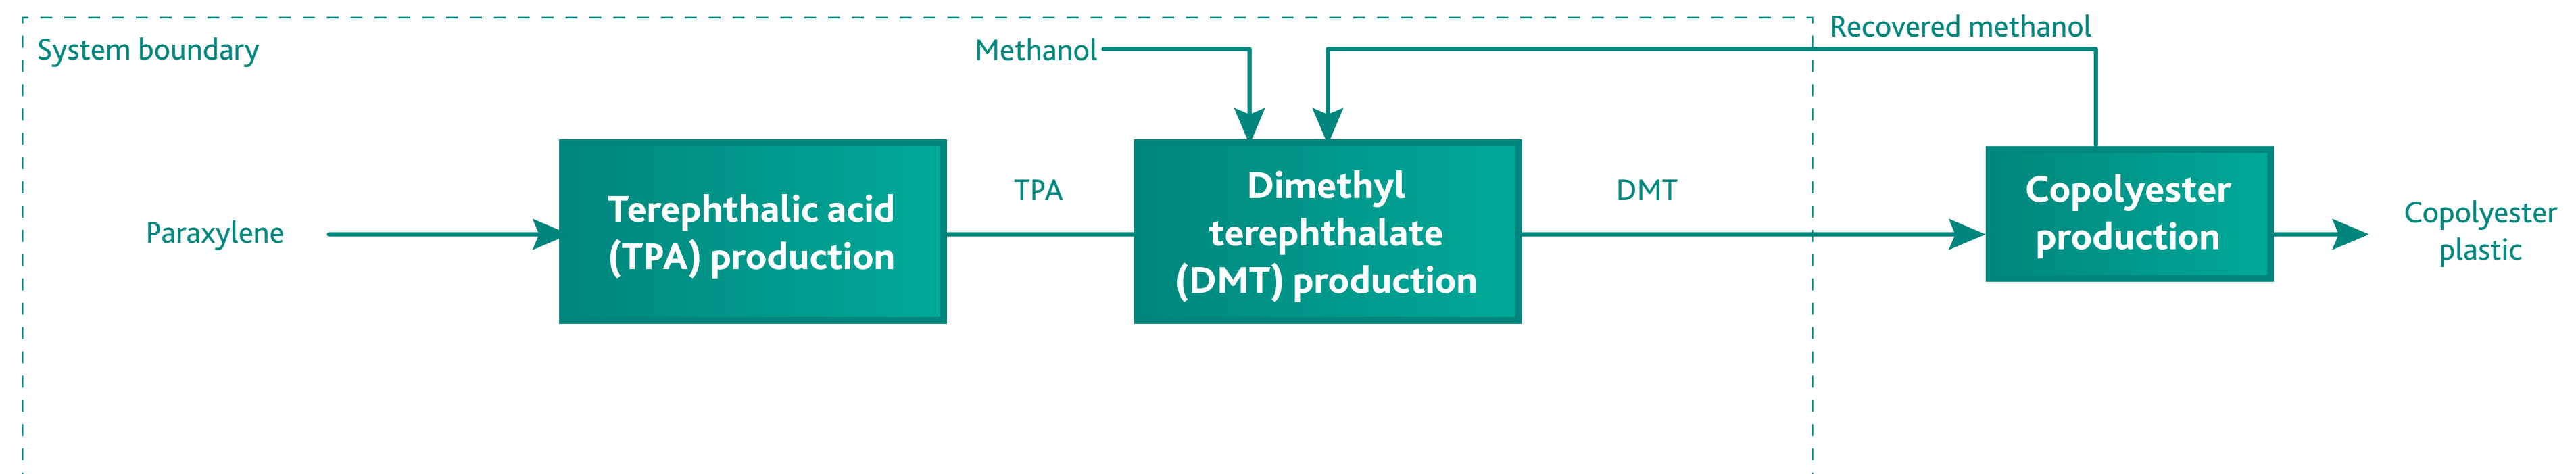 System boundary
Methanol
Recovered methanol
Paraxylene
Terephthalic acid
(TPA) production
TPA
Dimethyl
terephthalate
(DMT) production
DMT
Copolyester
production
Copolyester
plastic